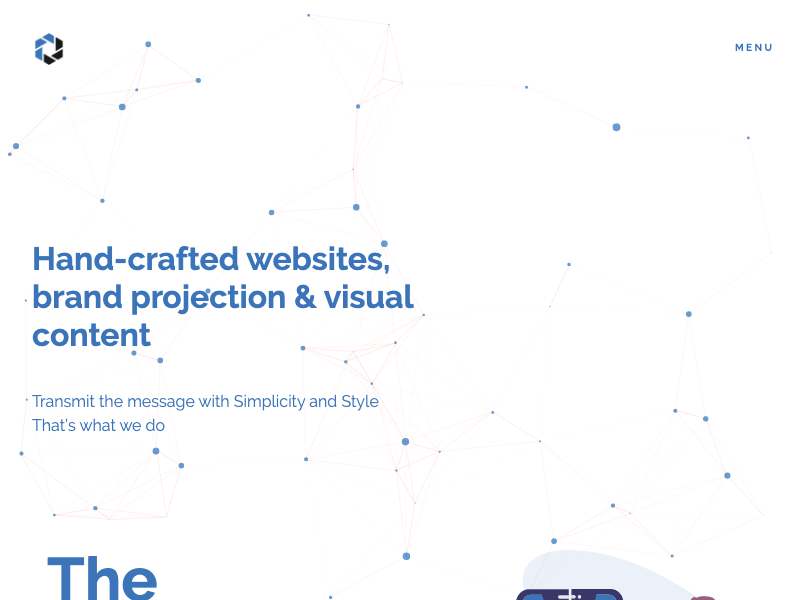 MENU
Hand-crafted websites,
brand projection & visual
content
Transmit the message with Simplicity and Style
That's what we do
The